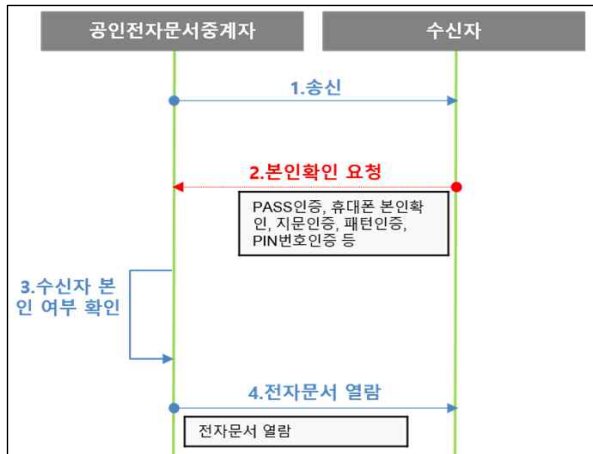 공인전자문서중계자
수신자
1.송신
2.본인확인 요청
PASS인증, 휴대폰 본인확
인, 지문인증, 패턴인증,
PIN번호인증 등
3.수신자 본
인 여부 확인
4.전자문서 열람
전자문서 열람